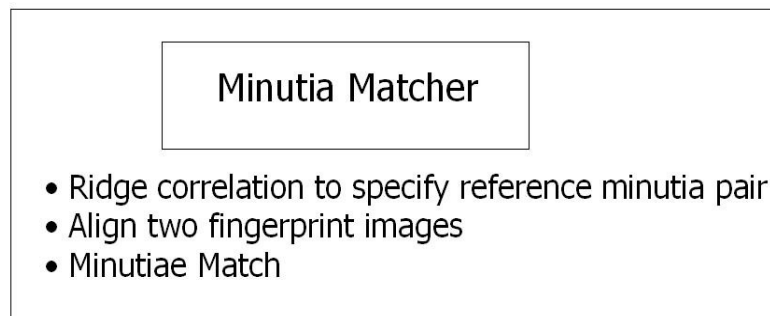 Minutia Matcher
• Ridge correlation to specify reference minutia pair
• Align two fingerprint images
• Minutiae Match